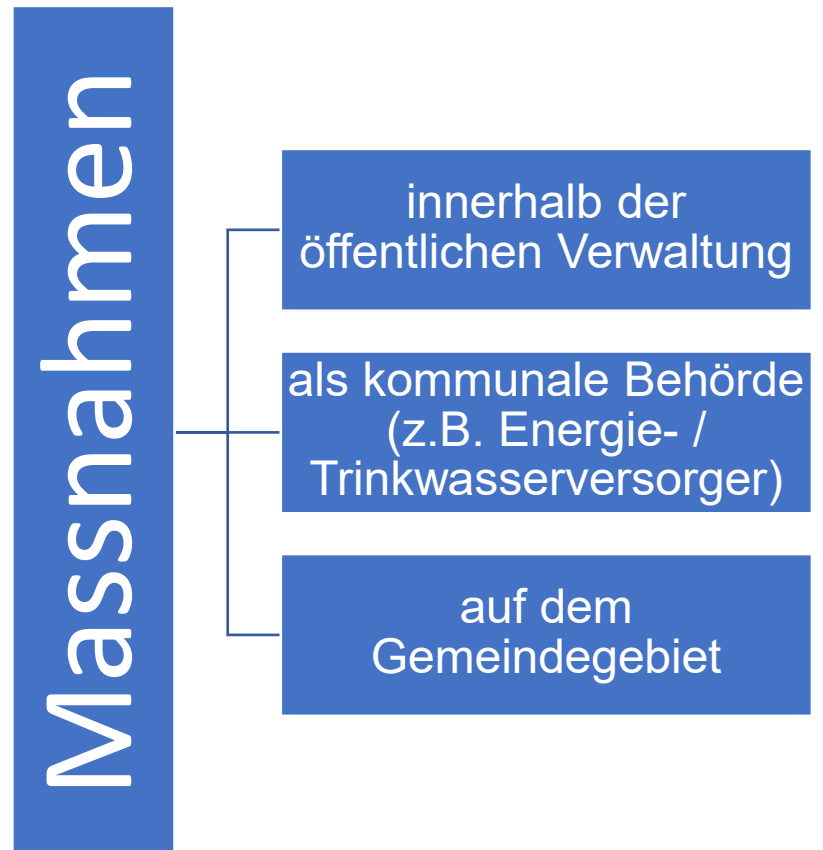 Massnahmen
innerhalb der
öffentlichen Verwaltung
als kommunale Behörde
(z.B. Energie- /
Trinkwasserversorger)
auf dem
Gemeindegebiet